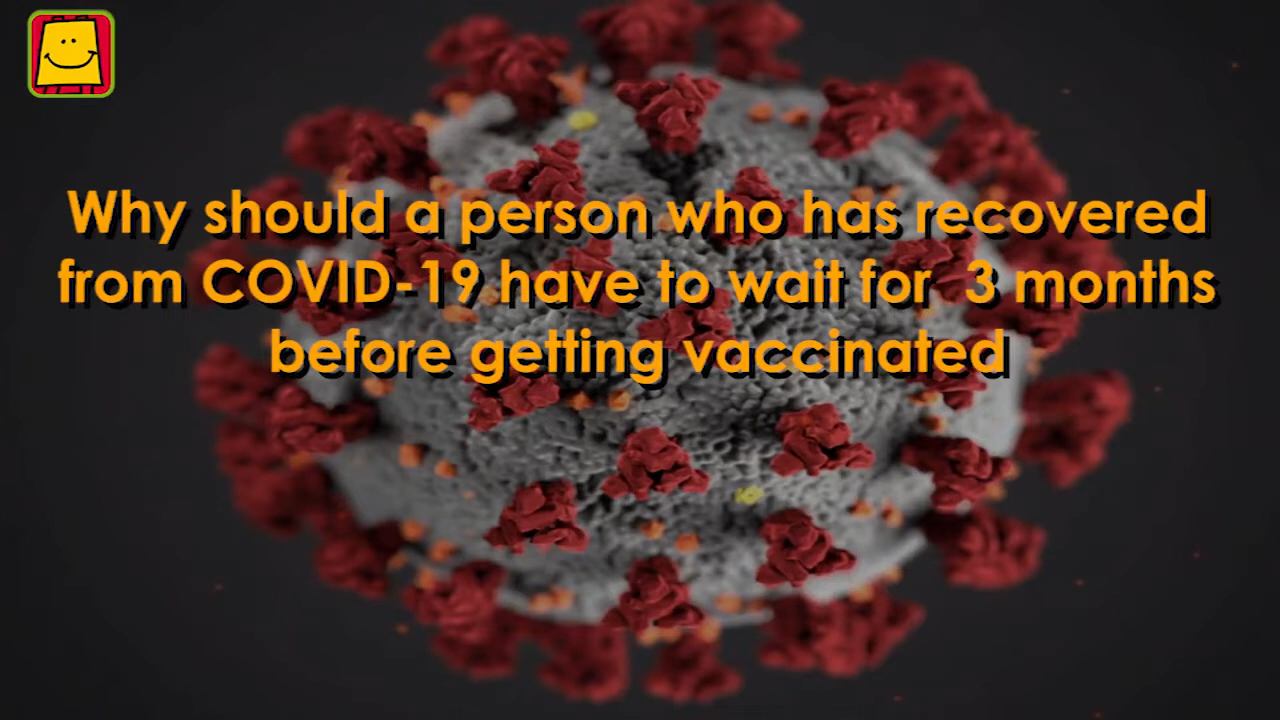 Why should a person who has recovered
from COVID-19 have to wait for 3 months
before getting vaccinated